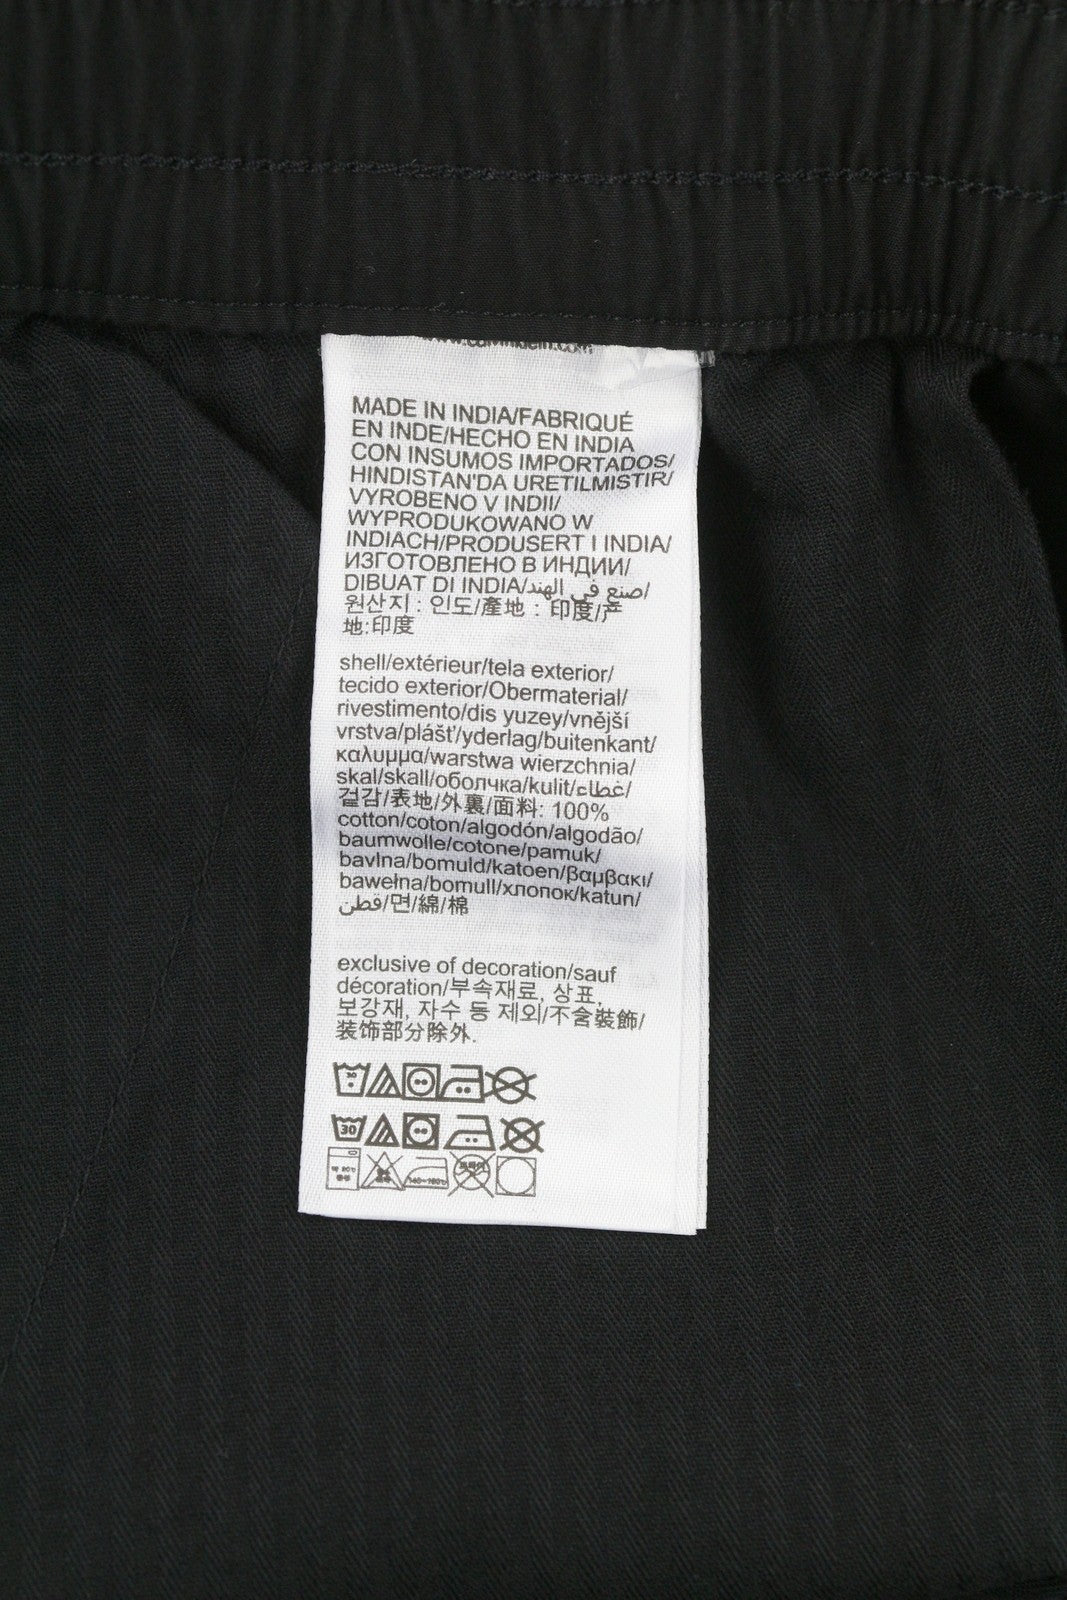 www.calvinklein.com
MADE IN INDIA/FABRIQUÉ
EN INDE/HECHO EN INDIA
CON INSUMOS IMPORTADOS/
HINDISTAN'DA URETILMISTIR/
VYROBENO V INDII/
WYPRODUKOWANO W
INDIACH/PRODUSERT I INDIA/
ИЗГОТОВЛЕНО В ИНДИИ/
DIBUAT DI INDIA/صنع في الهند/
원산지 : 인도/產地 : 印度/产
地:印度
shell/extérieur/tela exterior/
tecido exterior/Obermaterial/
rivestimento/dis yuzey/vnější
vrstva/plášť/yderlag/buitenkant/
καλυμμα/warstwa wierzchnia/
skal/skall/оболчка/kulit/غطاء/
겉감/表地/外裏/面料: 100%
cotton/coton/algodón/algodão/
baumwolle/cotone/pamuk/
bavlna/bomuld/katoen/βαμβακι/
bawełna/bomull/хлопок/katun/
قطن/면/綿/棉
exclusive of decoration/sauf
décoration/부속재료, 상표,
보강재, 자수 등 제외/不含裝飾/
装饰部分除外.
30